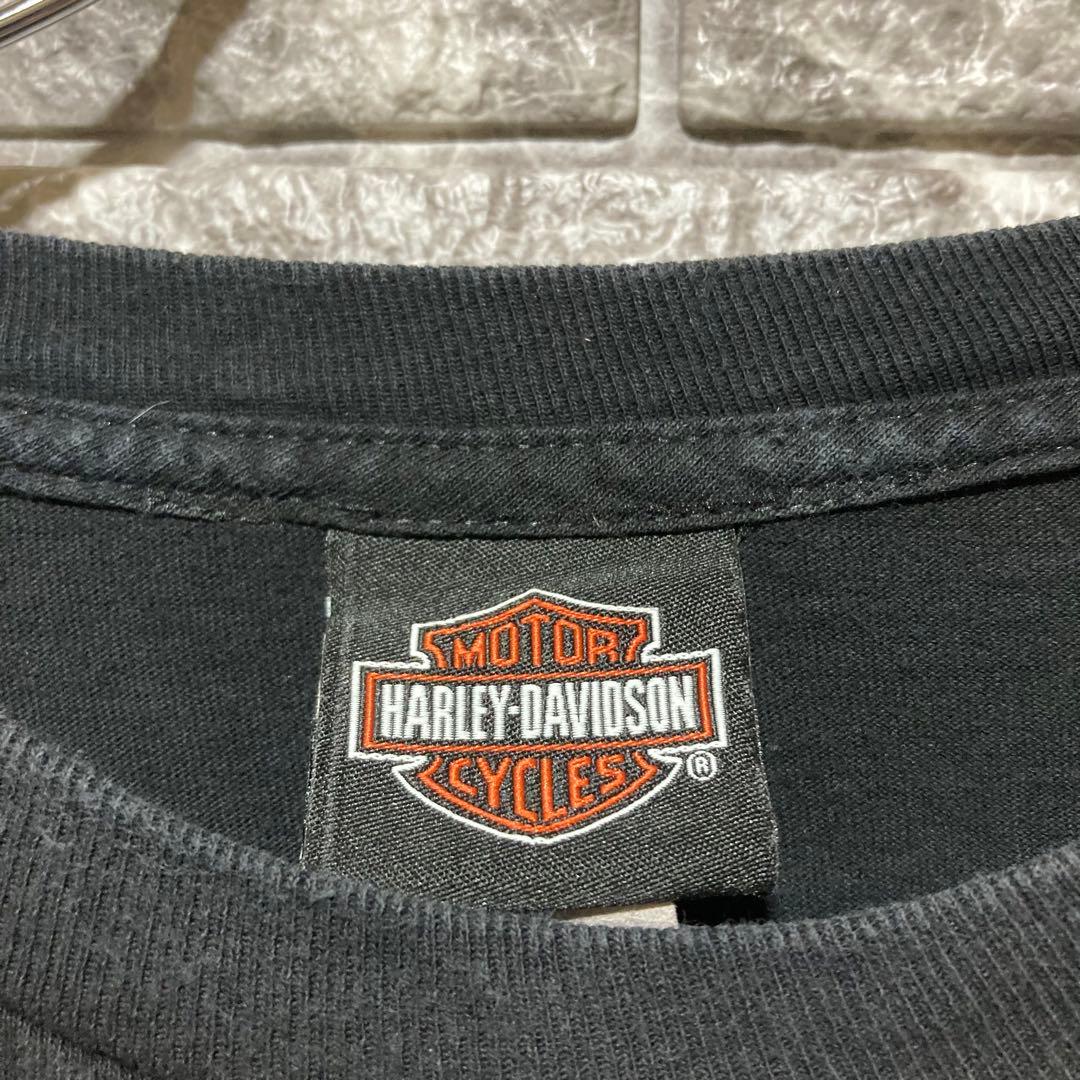 MOTOR
HARLEY-DAVIDSON
CYCLES
®